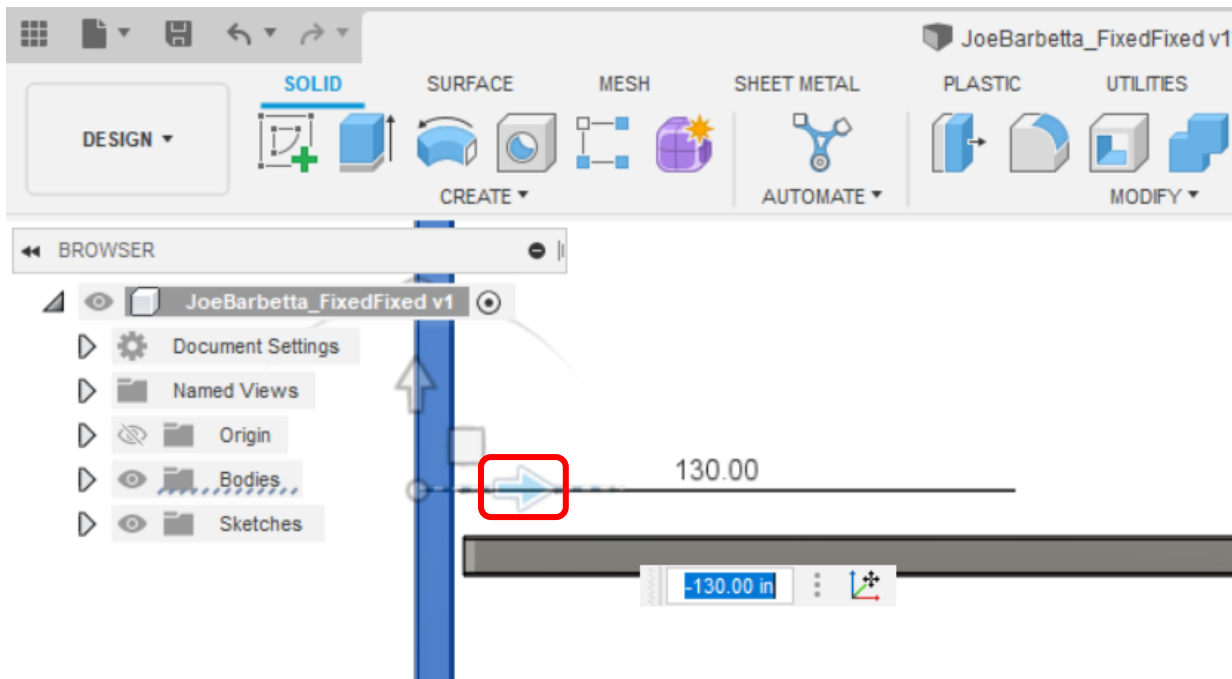 JoeBarbetta_FixedFixed v1
SOLID SURFACE MESH SHEET METAL PLASTIC UTILITIES
DESIGN
CREATE AUTOMATE MODIFY
BROWSER
JoeBarbetta_FixedFixed v1
Document Settings
Named Views
Origin
Bodies
Sketches
130.00
-130.00 in